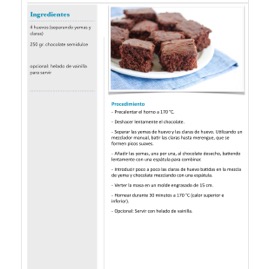 Ingredientes
4 huevos (separando yemas y
claras)
250 gr. chocolate semidulce
opcional: helado de vainilla
para servir
Procedimiento
- Precalentar el horno a 170 °C.
- Deshacer lentamente el chocolate.
- Separar las yemas de huevo y las claras de huevo. Utilizando un
mezclador manual, batir las claras hasta merengue, que se
formen picos suaves.
- Añadir las yemas, una por una, al chocolate deshecho, batiendo
lentamente con una espátula para combinar.
- Introducir poco a poco las claras de huevo batidas en la mezcla
de yema y chocolate mezclando con una espátula.
- Verter la masa en un molde engrasado de 15 cm.
- Hornear durante 30 minutos a 170 °C (calor superior e
inferior).
- Opcional: Servir con helado de vainilla.